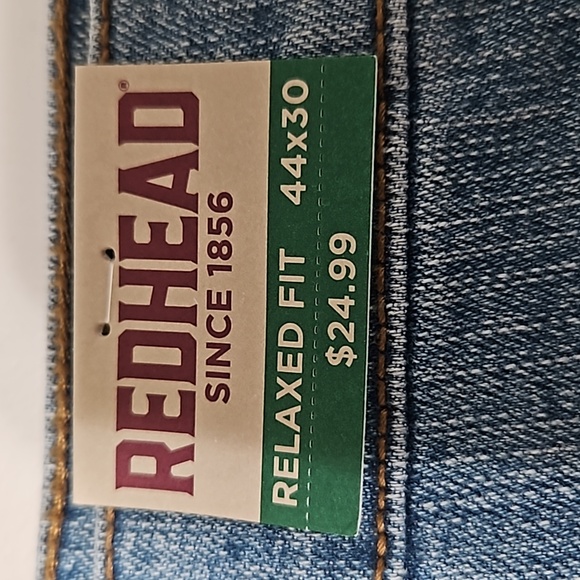 REDHEAD®
SINCE 1856
RELAXED FIT 44x30
$24.99